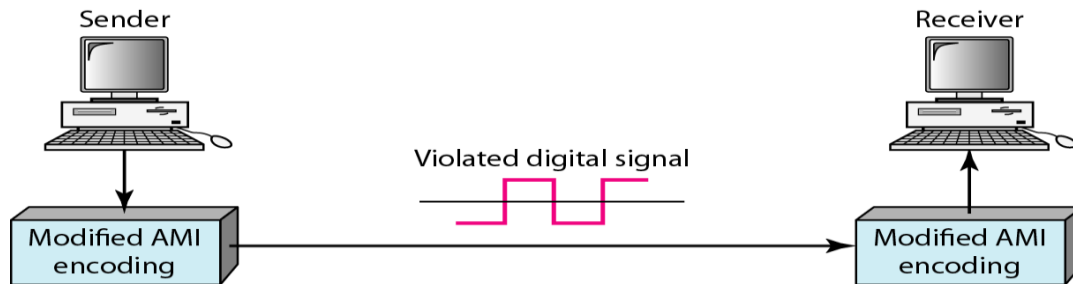 Sender
Receiver
Violated digital signal
Modified AMI
encoding
Modified AMI
encoding